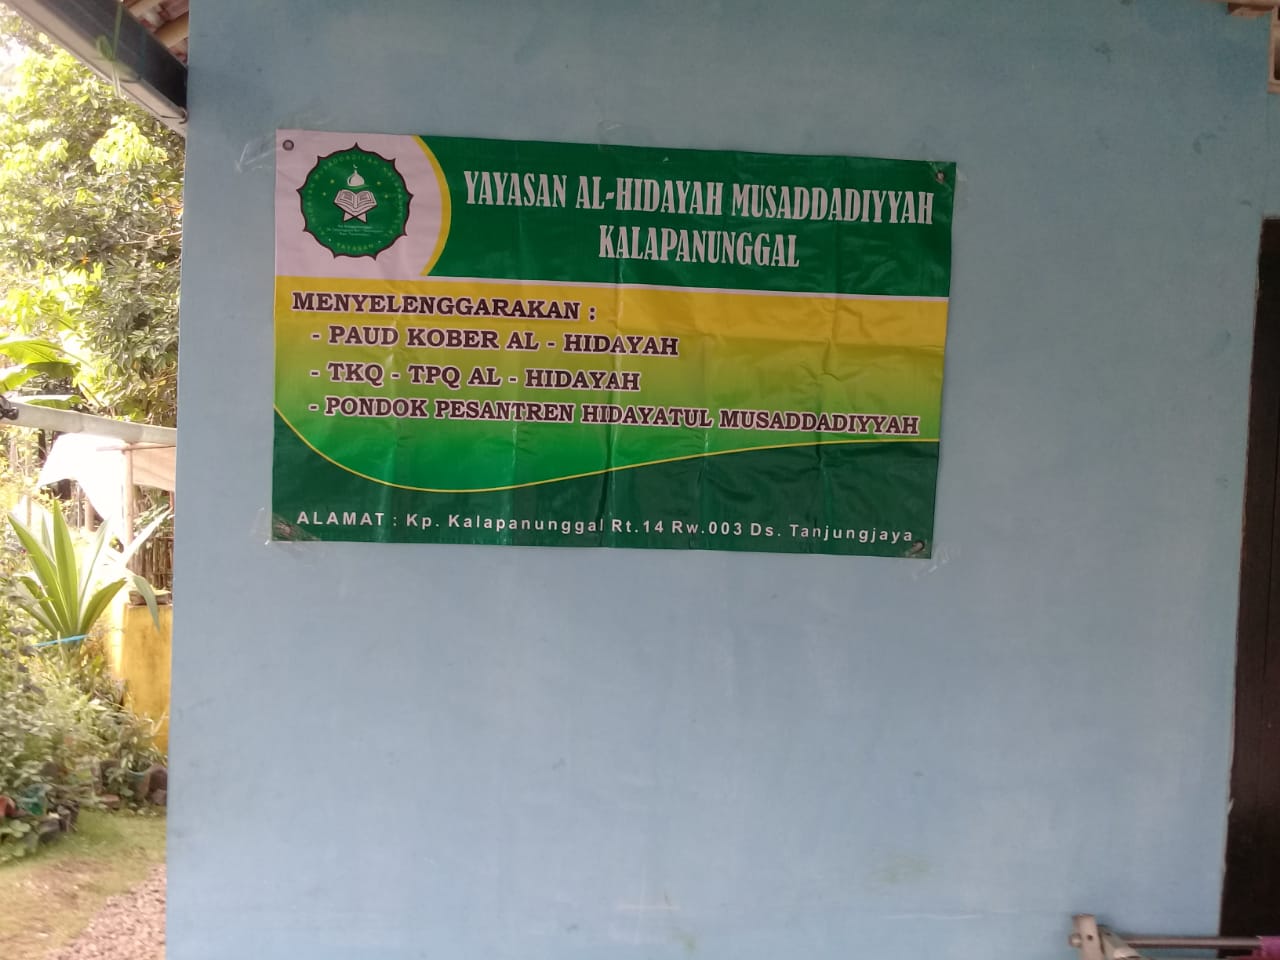 YAYASAN AL-HIDAYAH MUSADDADIYYAH
KALAPANUNGGAL
MENYELENGGARAKAN :
- PAUD KOBER AL - HIDAYAH
- TKQ - TPQ AL - HIDAYAH
- PONDOK PESANTREN HIDAYATUL MUSADDADIYYAH
ALAMAT : Kp. Kalapanunggal Rt.14 Rw.003 Ds. Tanjungjaya
YAYASAN